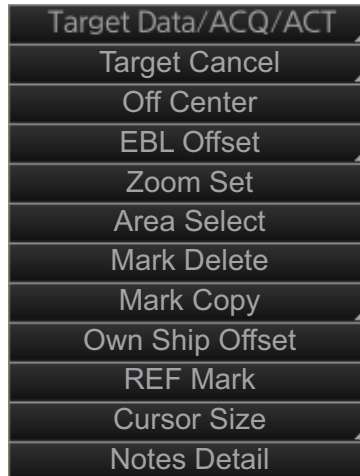 Target Data/ACQ/ACT
Target Cancel
Off Center
EBL Offset
Zoom Set
Area Select
Mark Delete
Mark Copy
Own Ship Offset
REF Mark
Cursor Size
Notes Detail